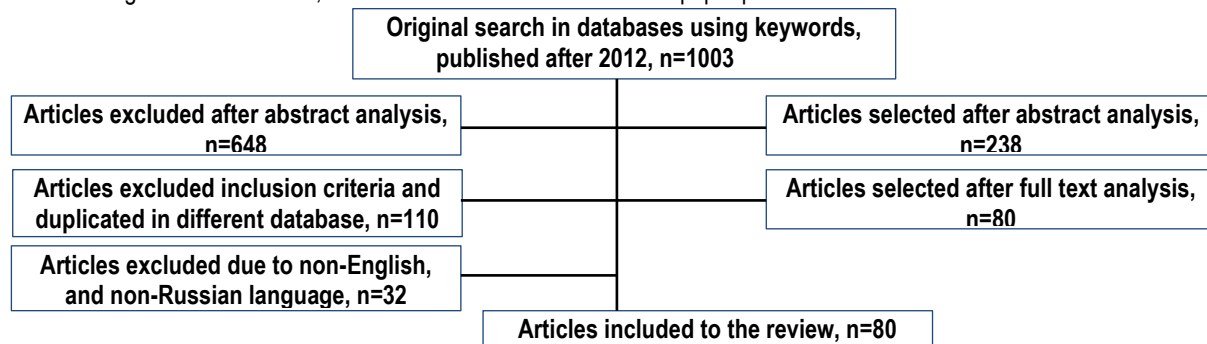 Original search in databases using keywords,
published after 2012, n=1003
Articles excluded after abstract analysis,
n=648
Articles selected after abstract analysis,
n=238
Articles excluded inclusion criteria and
duplicated in different database, n=110
Articles selected after full text analysis,
n=80
Articles excluded due to non-English,
and non-Russian language, n=32
Articles included to the review, n=80